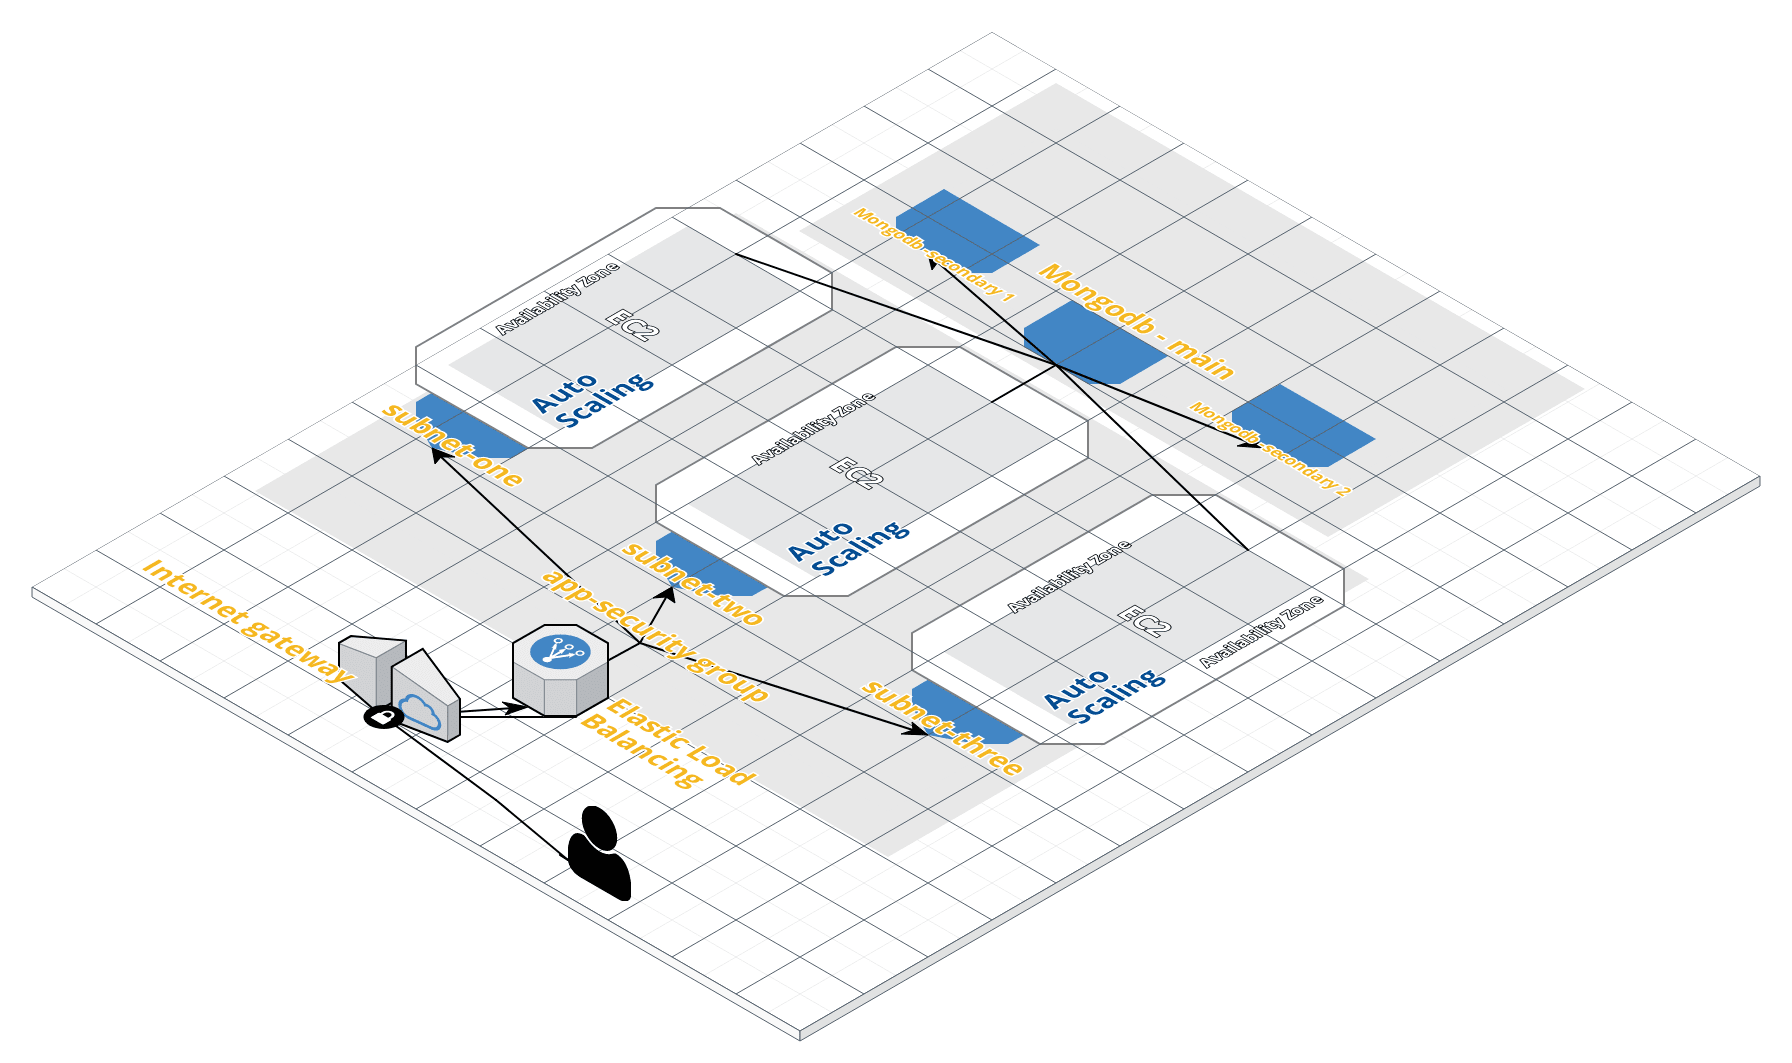 Mongodb-secondary 1
Mongodb - main
Mongodb-secondary 2
Availability Zone
EC2
Auto
Scaling
subnet-one
Availability Zone
EC2
Auto
Scaling
subnet-two
Availability Zone
EC2
Availability Zone
Auto
Scaling
subnet-three
app-security group
Internet gateway
Elastic Load
Balancing